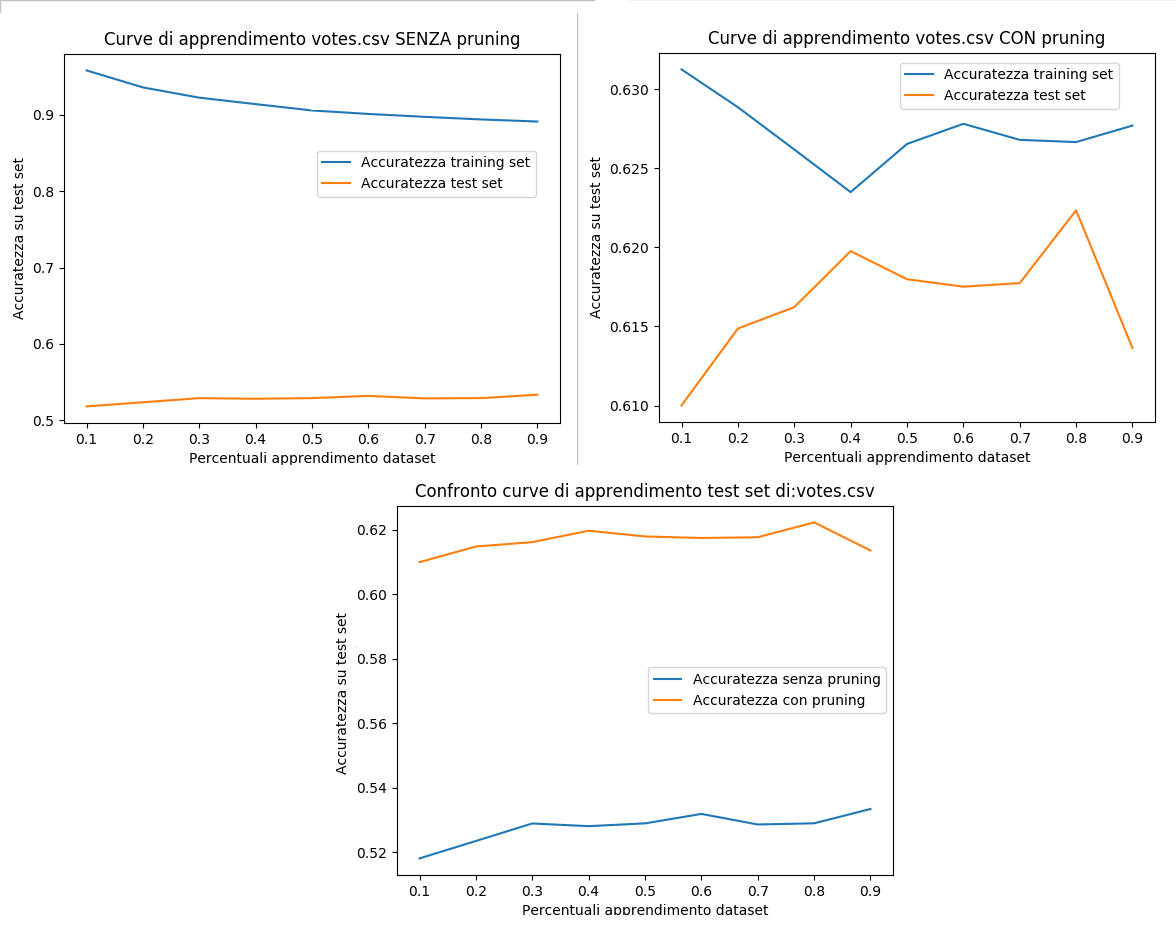 Curve di apprendimento votes.csv SENZA pruning
Accuratezza su test set
0.9
0.8
0.7
0.6
0.5
Accuratezza training set
Accuratezza test set
0.1 0.2 0.3 0.4 0.5 0.6 0.7 0.8 0.9
Percentuali apprendimento dataset
Curve di apprendimento votes.csv CON pruning
Accuratezza su test set
0.630
0.625
0.620
0.615
0.610
Accuratezza training set
Accuratezza test set
0.1 0.2 0.3 0.4 0.5 0.6 0.7 0.8 0.9
Percentuali apprendimento dataset
Confronto curve di apprendimento test set di:votes.csv
Accuratezza su test set
0.62
0.60
0.58
0.56
0.54
0.52
Accuratezza senza pruning
Accuratezza con pruning
0.1 0.2 0.3 0.4 0.5 0.6 0.7 0.8 0.9
Percentuali apprendimento dataset